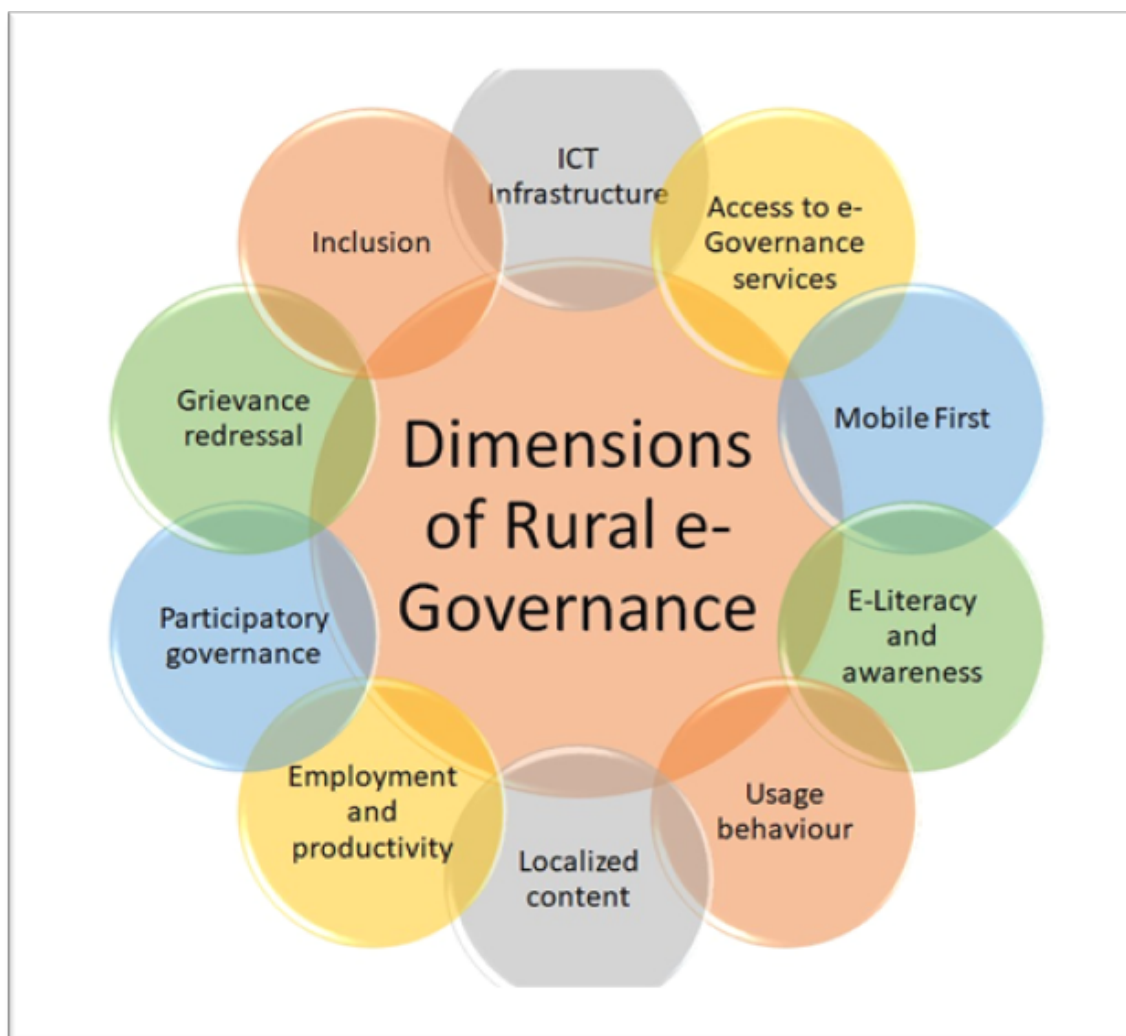 ICT
Infrastructure
Access to e-
Governance
services
Mobile First
E-Literacy
and
awareness
Usage
behaviour
Localized
content
Employment
and
productivity
Participatory
governance
Grievance
redressal
Inclusion
Dimensions
of Rural e-
Governance